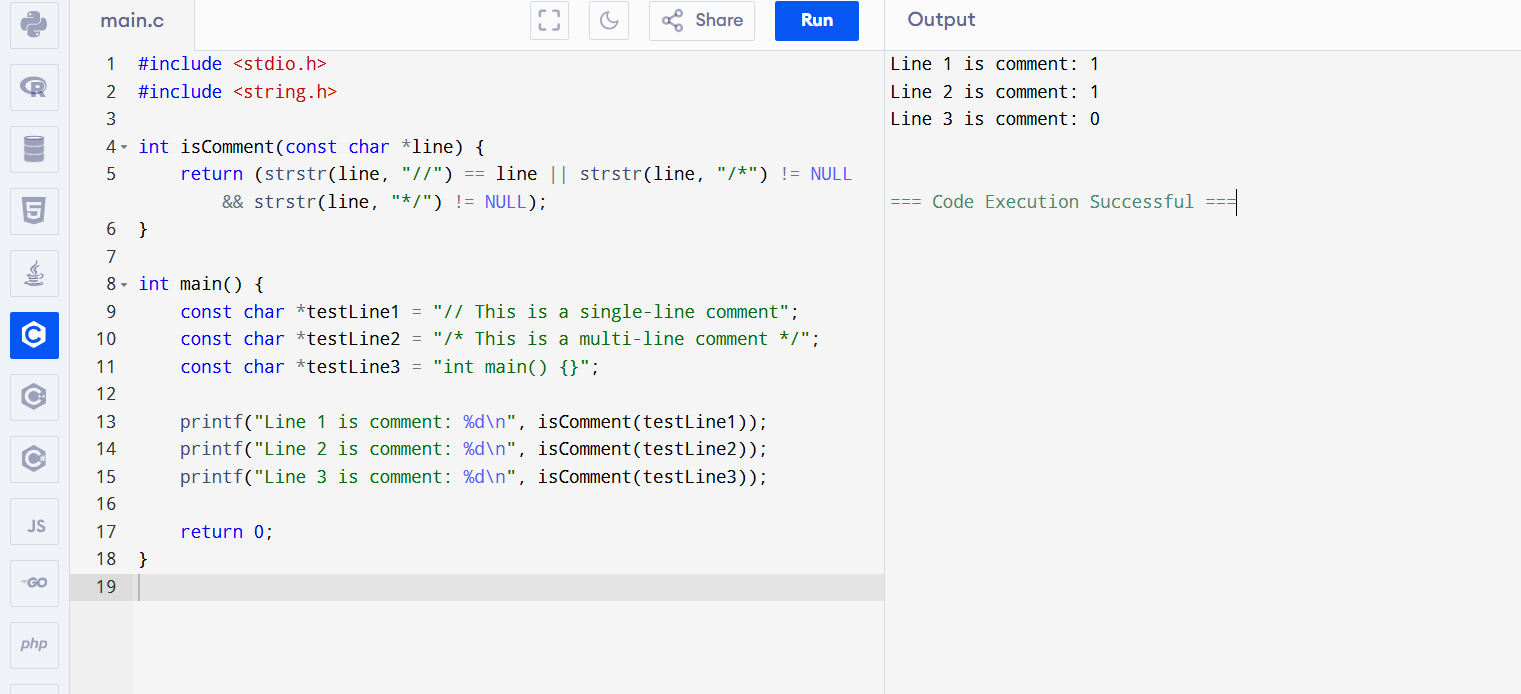 main.c
Share
Run
Output
1 #include <stdio.h>
2 #include <string.h>
3
4 int isComment(const char *line) {
5     return (strstr(line, "//") == line || strstr(line, "/*") != NULL
        && strstr(line, "*/") != NULL);
6 }
7
8 int main() {
9     const char *testLine1 = "// This is a single-line comment";
10     const char *testLine2 = "/* This is a multi-line comment */";
11     const char *testLine3 = "int main() {}";
12
13     printf("Line 1 is comment: %d\n", isComment(testLine1));
14     printf("Line 2 is comment: %d\n", isComment(testLine2));
15     printf("Line 3 is comment: %d\n", isComment(testLine3));
16
17     return 0;
18 }
19
Line 1 is comment: 1
Line 2 is comment: 1
Line 3 is comment: 0
=== Code Execution Successful ===
R
5
C
C
C
JS
GO
php